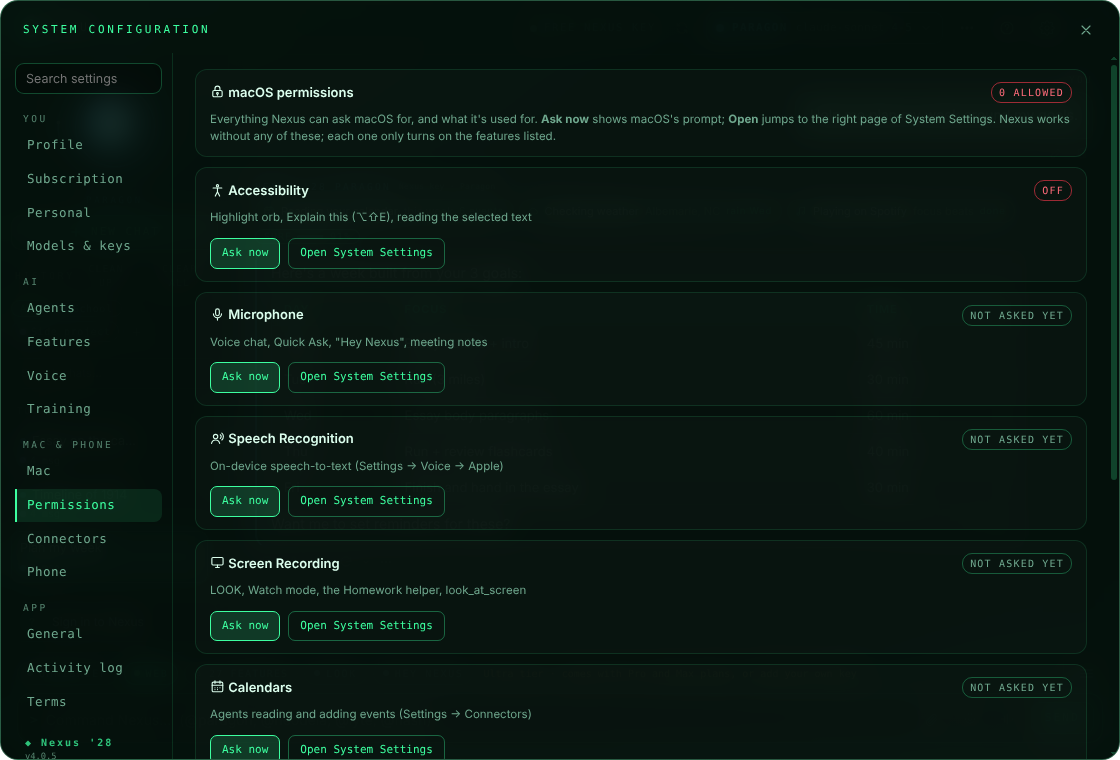 SYSTEM CONFIGURATION
Search settings
YOU
Profile
Subscription
Personal
Models & keys
AI
Agents
Features
Voice
Training
MAC & PHONE
Mac
Permissions
Connectors
Phone
APP
General
Activity log
Terms
◆ Nexus '28
v4.0.5
macOS permissions
0 ALLOWED
Everything Nexus can ask macOS for, and what it's used for. Ask now shows macOS's prompt; Open jumps to the right page of System Settings. Nexus works
without any of these; each one only turns on the features listed.
Accessibility
OFF
Highlight orb, Explain this (⌥⇧E), reading the selected text
Ask now Open System Settings
Microphone
NOT ASKED YET
Voice chat, Quick Ask, "Hey Nexus", meeting notes
Ask now Open System Settings
Speech Recognition
NOT ASKED YET
On-device speech-to-text (Settings → Voice → Apple)
Ask now Open System Settings
Screen Recording
NOT ASKED YET
LOOK, Watch mode, the Homework helper, look_at_screen
Ask now Open System Settings
Calendars
NOT ASKED YET
Agents reading and adding events (Settings → Connectors)
Ask now Open System Settings